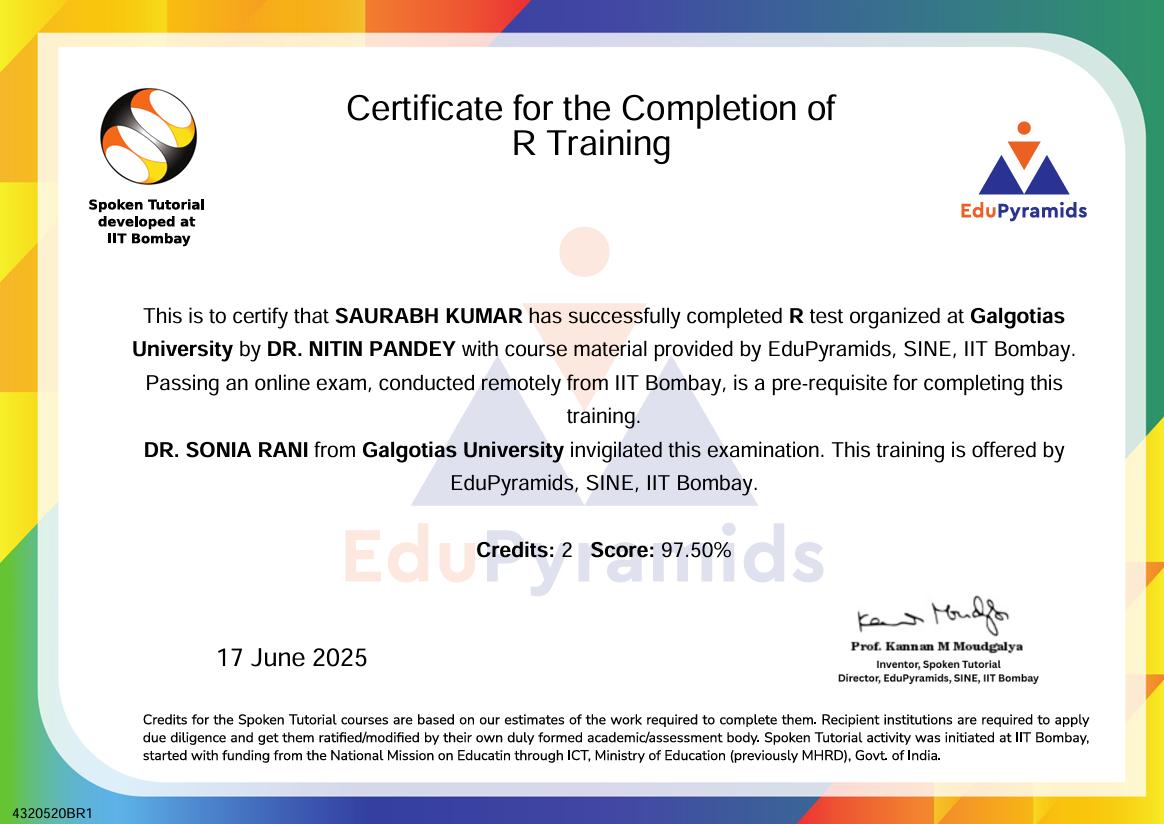 Certificate for the Completion of
R Training
Spoken Tutorial
developed at
IIT Bombay
EduPyramids
This is to certify that SAURABH KUMAR has successfully completed R test organized at Galgotias
University by DR. NITIN PANDEY with course material provided by EduPyramids, SINE, IIT Bombay.
Passing an online exam, conducted remotely from IIT Bombay, is a pre-requisite for completing this
training.
DR. SONIA RANI from Galgotias University invigilated this examination. This training is offered by
EduPyramids, SINE, IIT Bombay.
EduPyramids
Credits: 2 Score: 97.50%
17 June 2025
Prof. Kannan M Moudgalya
Inventor, Spoken Tutorial
Director, EduPyramids, SINE, IIT Bombay
Credits for the Spoken Tutorial courses are based on our estimates of the work required to complete them. Recipient institutions are required to apply
due diligence and get them ratified/modified by their own duly formed academic/assessment body. Spoken Tutorial activity was initiated at IIT Bombay,
started with funding from the National Mission on Educatin through ICT, Ministry of Education (previously MHRD), Govt. of India.
4320520BR1